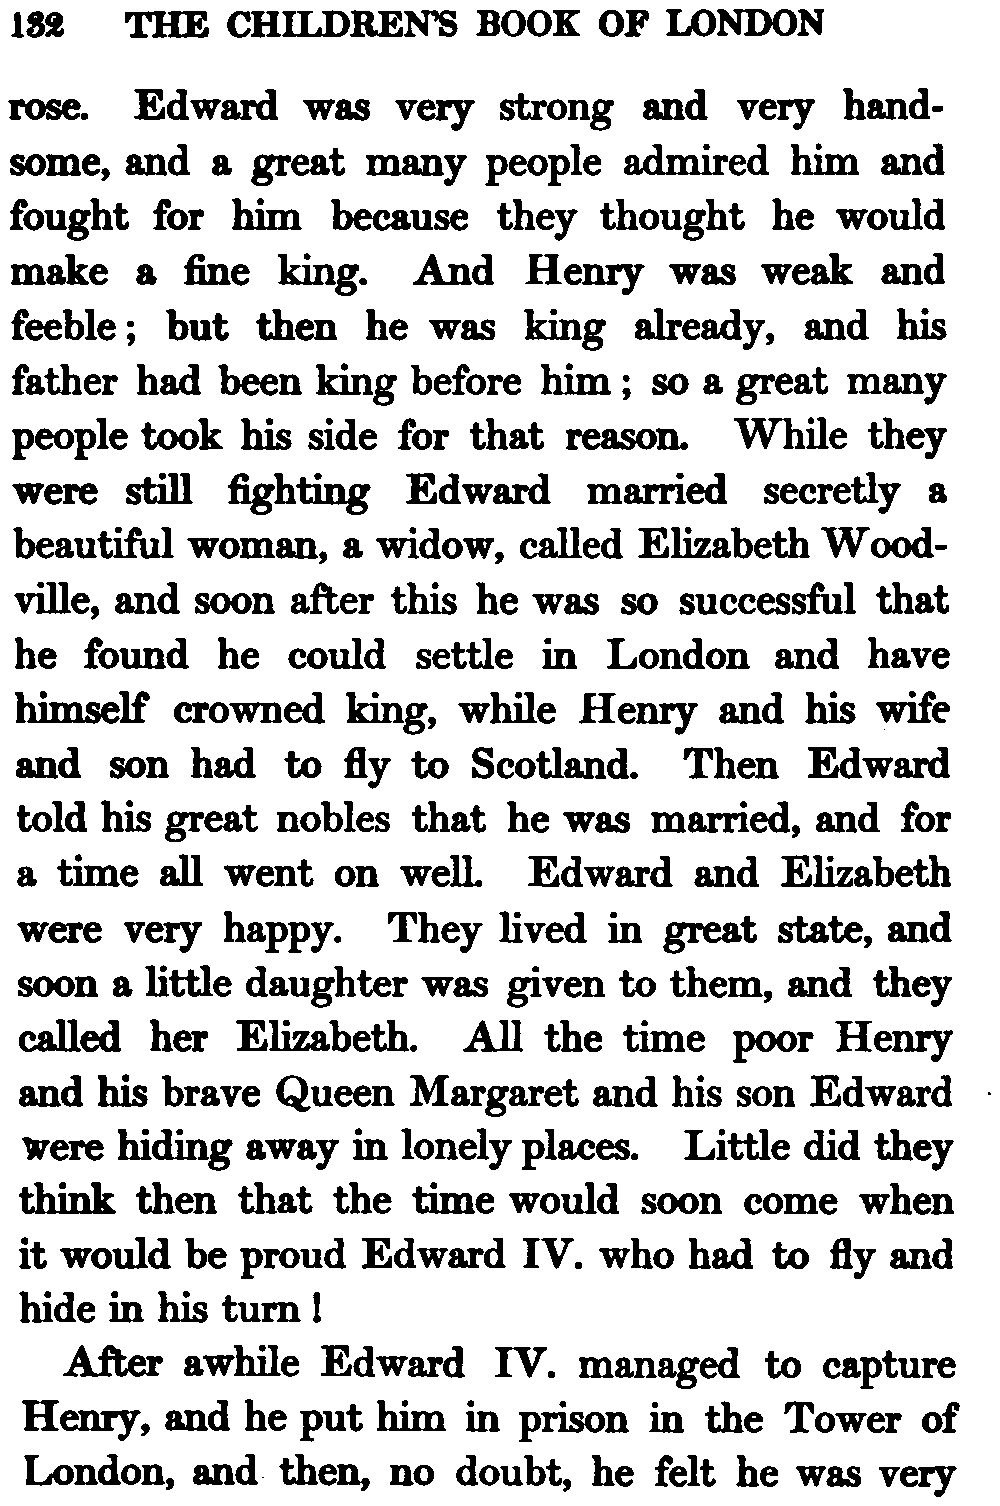 132 THE CHILDREN'S BOOK OF LONDON
rose. Edward was very strong and very hand-
some, and a great many people admired him and
fought for him because they thought he would
make a fine king. And Henry was weak and
feeble; but then he was king already, and his
father had been king before him; so a great many
people took his side for that reason. While they
were still fighting Edward married secretly a
beautiful woman, a widow, called Elizabeth Wood-
ville, and soon after this he was so successful that
he found he could settle in London and have
himself crowned king, while Henry and his wife
and son had to fly to Scotland. Then Edward
told his great nobles that he was married, and for
a time all went on well. Edward and Elizabeth
were very happy. They lived in great state, and
soon a little daughter was given to them, and they
called her Elizabeth. All the time poor Henry
and his brave Queen Margaret and his son Edward
were hiding away in lonely places. Little did they
think then that the time would soon come when
it would be proud Edward IV. who had to fly and
hide in his turn!
After awhile Edward IV. managed to capture
Henry, and he put him in prison in the Tower of
London, and then, no doubt, he felt he was very